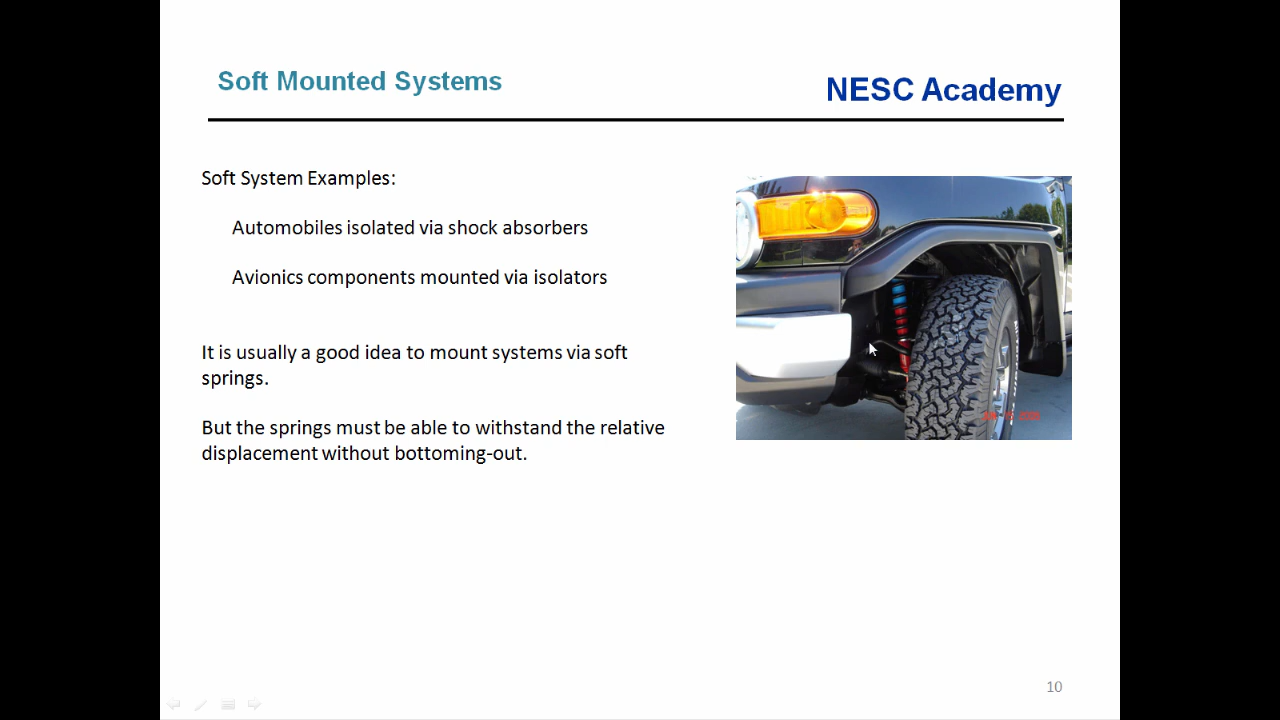 Soft Mounted Systems
NESC Academy
Soft System Examples:
Automobiles isolated via shock absorbers
Avionics components mounted via isolators
It is usually a good idea to mount systems via soft
springs.
But the springs must be able to withstand the relative
displacement without bottoming-out.
10